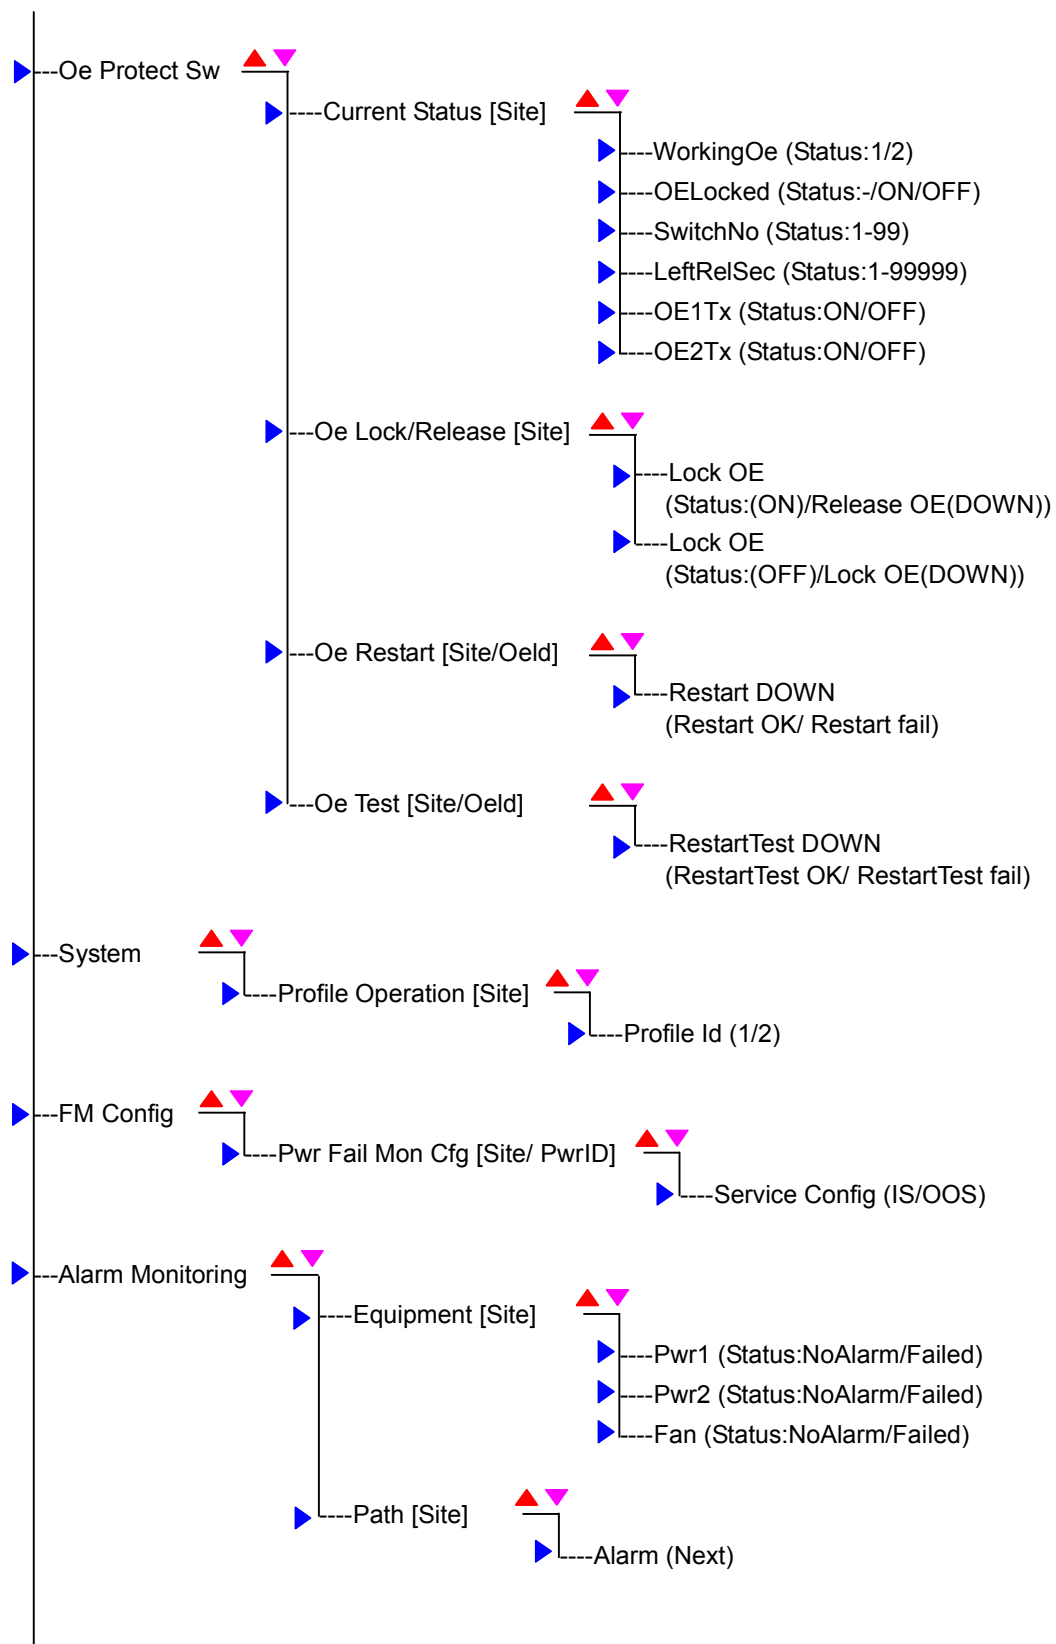 ---Oe Protect Sw
----Current Status [Site]
----WorkingOe (Status:1/2)
----OELocked (Status:-/ON/OFF)
----SwitchNo (Status:1-99)
----LeftRelSec (Status:1-99999)
----OE1Tx (Status:ON/OFF)
----OE2Tx (Status:ON/OFF)
---Oe Lock/Release [Site]
----Lock OE
(Status:(ON)/Release OE(DOWN))
----Lock OE
(Status:(OFF)/Lock OE(DOWN))
---Oe Restart [Site/OeId]
----Restart DOWN
(Restart OK/ Restart fail)
---Oe Test [Site/OeId]
----RestartTest DOWN
(RestartTest OK/ RestartTest fail)
---System
----Profile Operation [Site]
----Profile Id (1/2)
---FM Config
----Pwr Fail Mon Cfg [Site/ PwrID]
----Service Config (IS/OOS)
---Alarm Monitoring
----Equipment [Site]
----Pwr1 (Status:NoAlarm/Failed)
----Pwr2 (Status:NoAlarm/Failed)
----Fan (Status:NoAlarm/Failed)
----Path [Site]
----Alarm (Next)